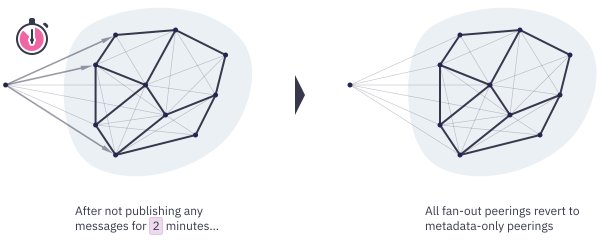 After not publishing any
messages for 2 minutes...
All fan-out peerings revert to
metadata-only peerings